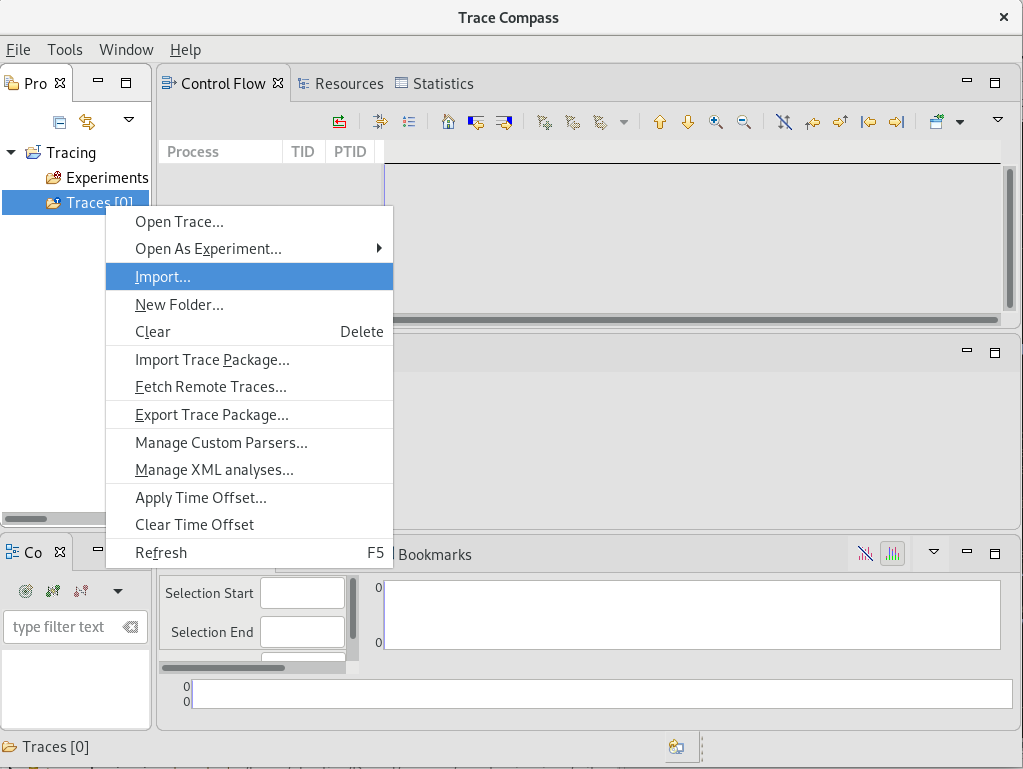 Trace Compass
File Tools Window Help
Pro
Control Flow
Resources
Statistics
Process TID PTID
Tracing
Experiments
Traces [0]
Open Trace...
Open As Experiment...
Import...
New Folder...
Clear Delete
Import Trace Package...
Fetch Remote Traces...
Export Trace Package...
Manage Custom Parsers...
Manage XML analyses...
Apply Time Offset...
Clear Time Offset
Refresh F5
Co
Bookmarks
type filter text
Selection Start
Selection End
0
0
0
0
Traces [0]